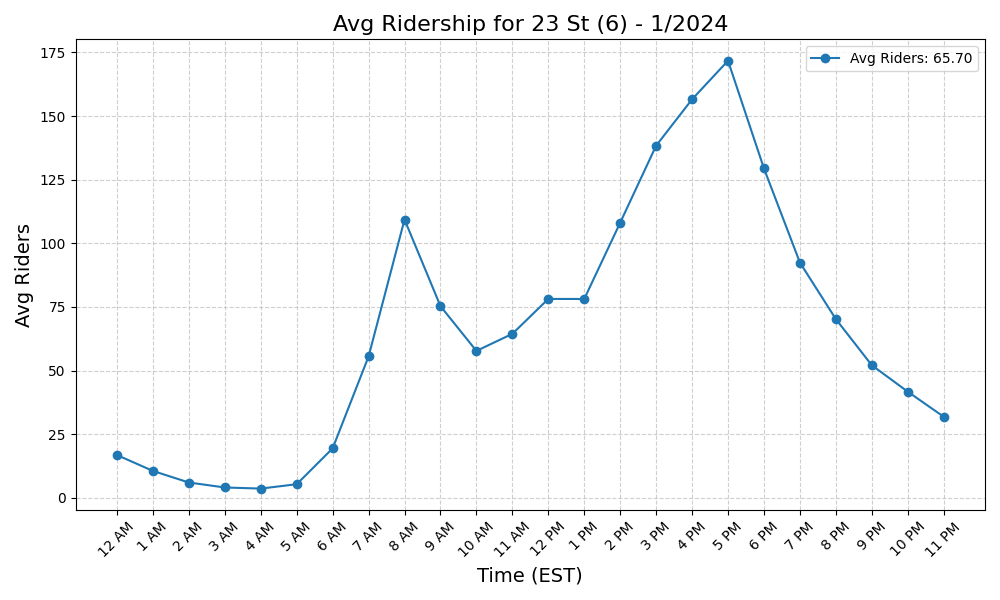 Avg Ridership for 23 St (6) - 1/2024
Avg Riders: 65.70
175
150
125
100
75
50
25
0
Avg Riders
12 AM
1 AM
2 AM
3 AM
4 AM
5 AM
6 AM
7 AM
8 AM
9 AM
10 AM
11 AM
12 PM
1 PM
2 PM
3 PM
4 PM
5 PM
6 PM
7 PM
8 PM
9 PM
10 PM
11 PM
Time (EST)